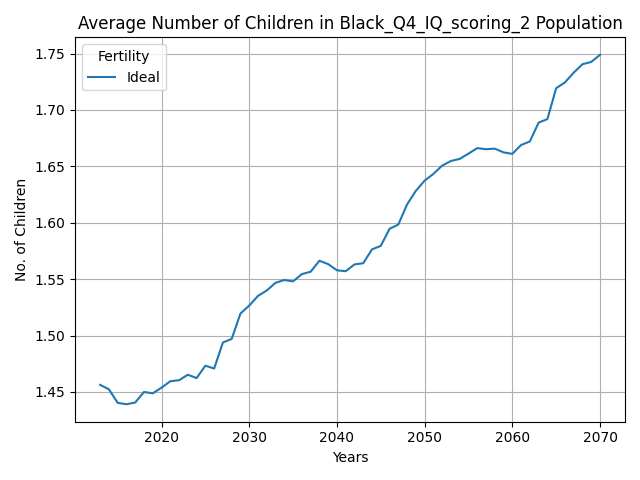 Average Number of Children in Black_Q4_IQ_scoring_2 Population
Fertility
Ideal
No. of Children
1.75
1.70
1.65
1.60
1.55
1.50
1.45
2020 2030 2040 2050 2060 2070
Years